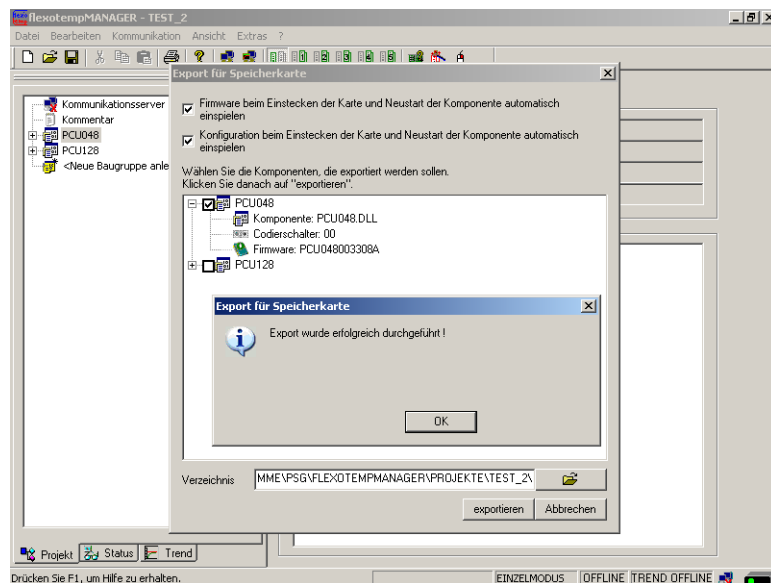 flexotempMANAGER - TEST_2
Datei Bearbeiten Kommunikation Ansicht Extras ?
Export für Speicherkarte
Kommunikationsserver
Kommentar
PCU048
PCU128
<Neue Baugruppe anle
Firmware beim Einstecken der Karte und Neustart der Komponente automatisch
einspielen
Konfiguration beim Einstecken der Karte und Neustart der Komponente automatisch
einspielen
Wählen Sie die Komponenten, die exportiert werden sollen.
Klicken Sie danach auf "exportieren".
PCU048
Komponente: PCU048.DLL
Codierschalter: 00
Firmware: PCU048003308A
PCU128
Export für Speicherkarte
Export wurde erfolgreich durchgeführt !
OK
Verzeichnis MME\PSG\FLEXOTEMPMANAGER\PROJEKTE\TEST_2\
exportieren Abbrechen
Projekt Status Trend
Drücken Sie F1, um Hilfe zu erhalten. EINZELMODUS OFFLINE TREND OFFLINE